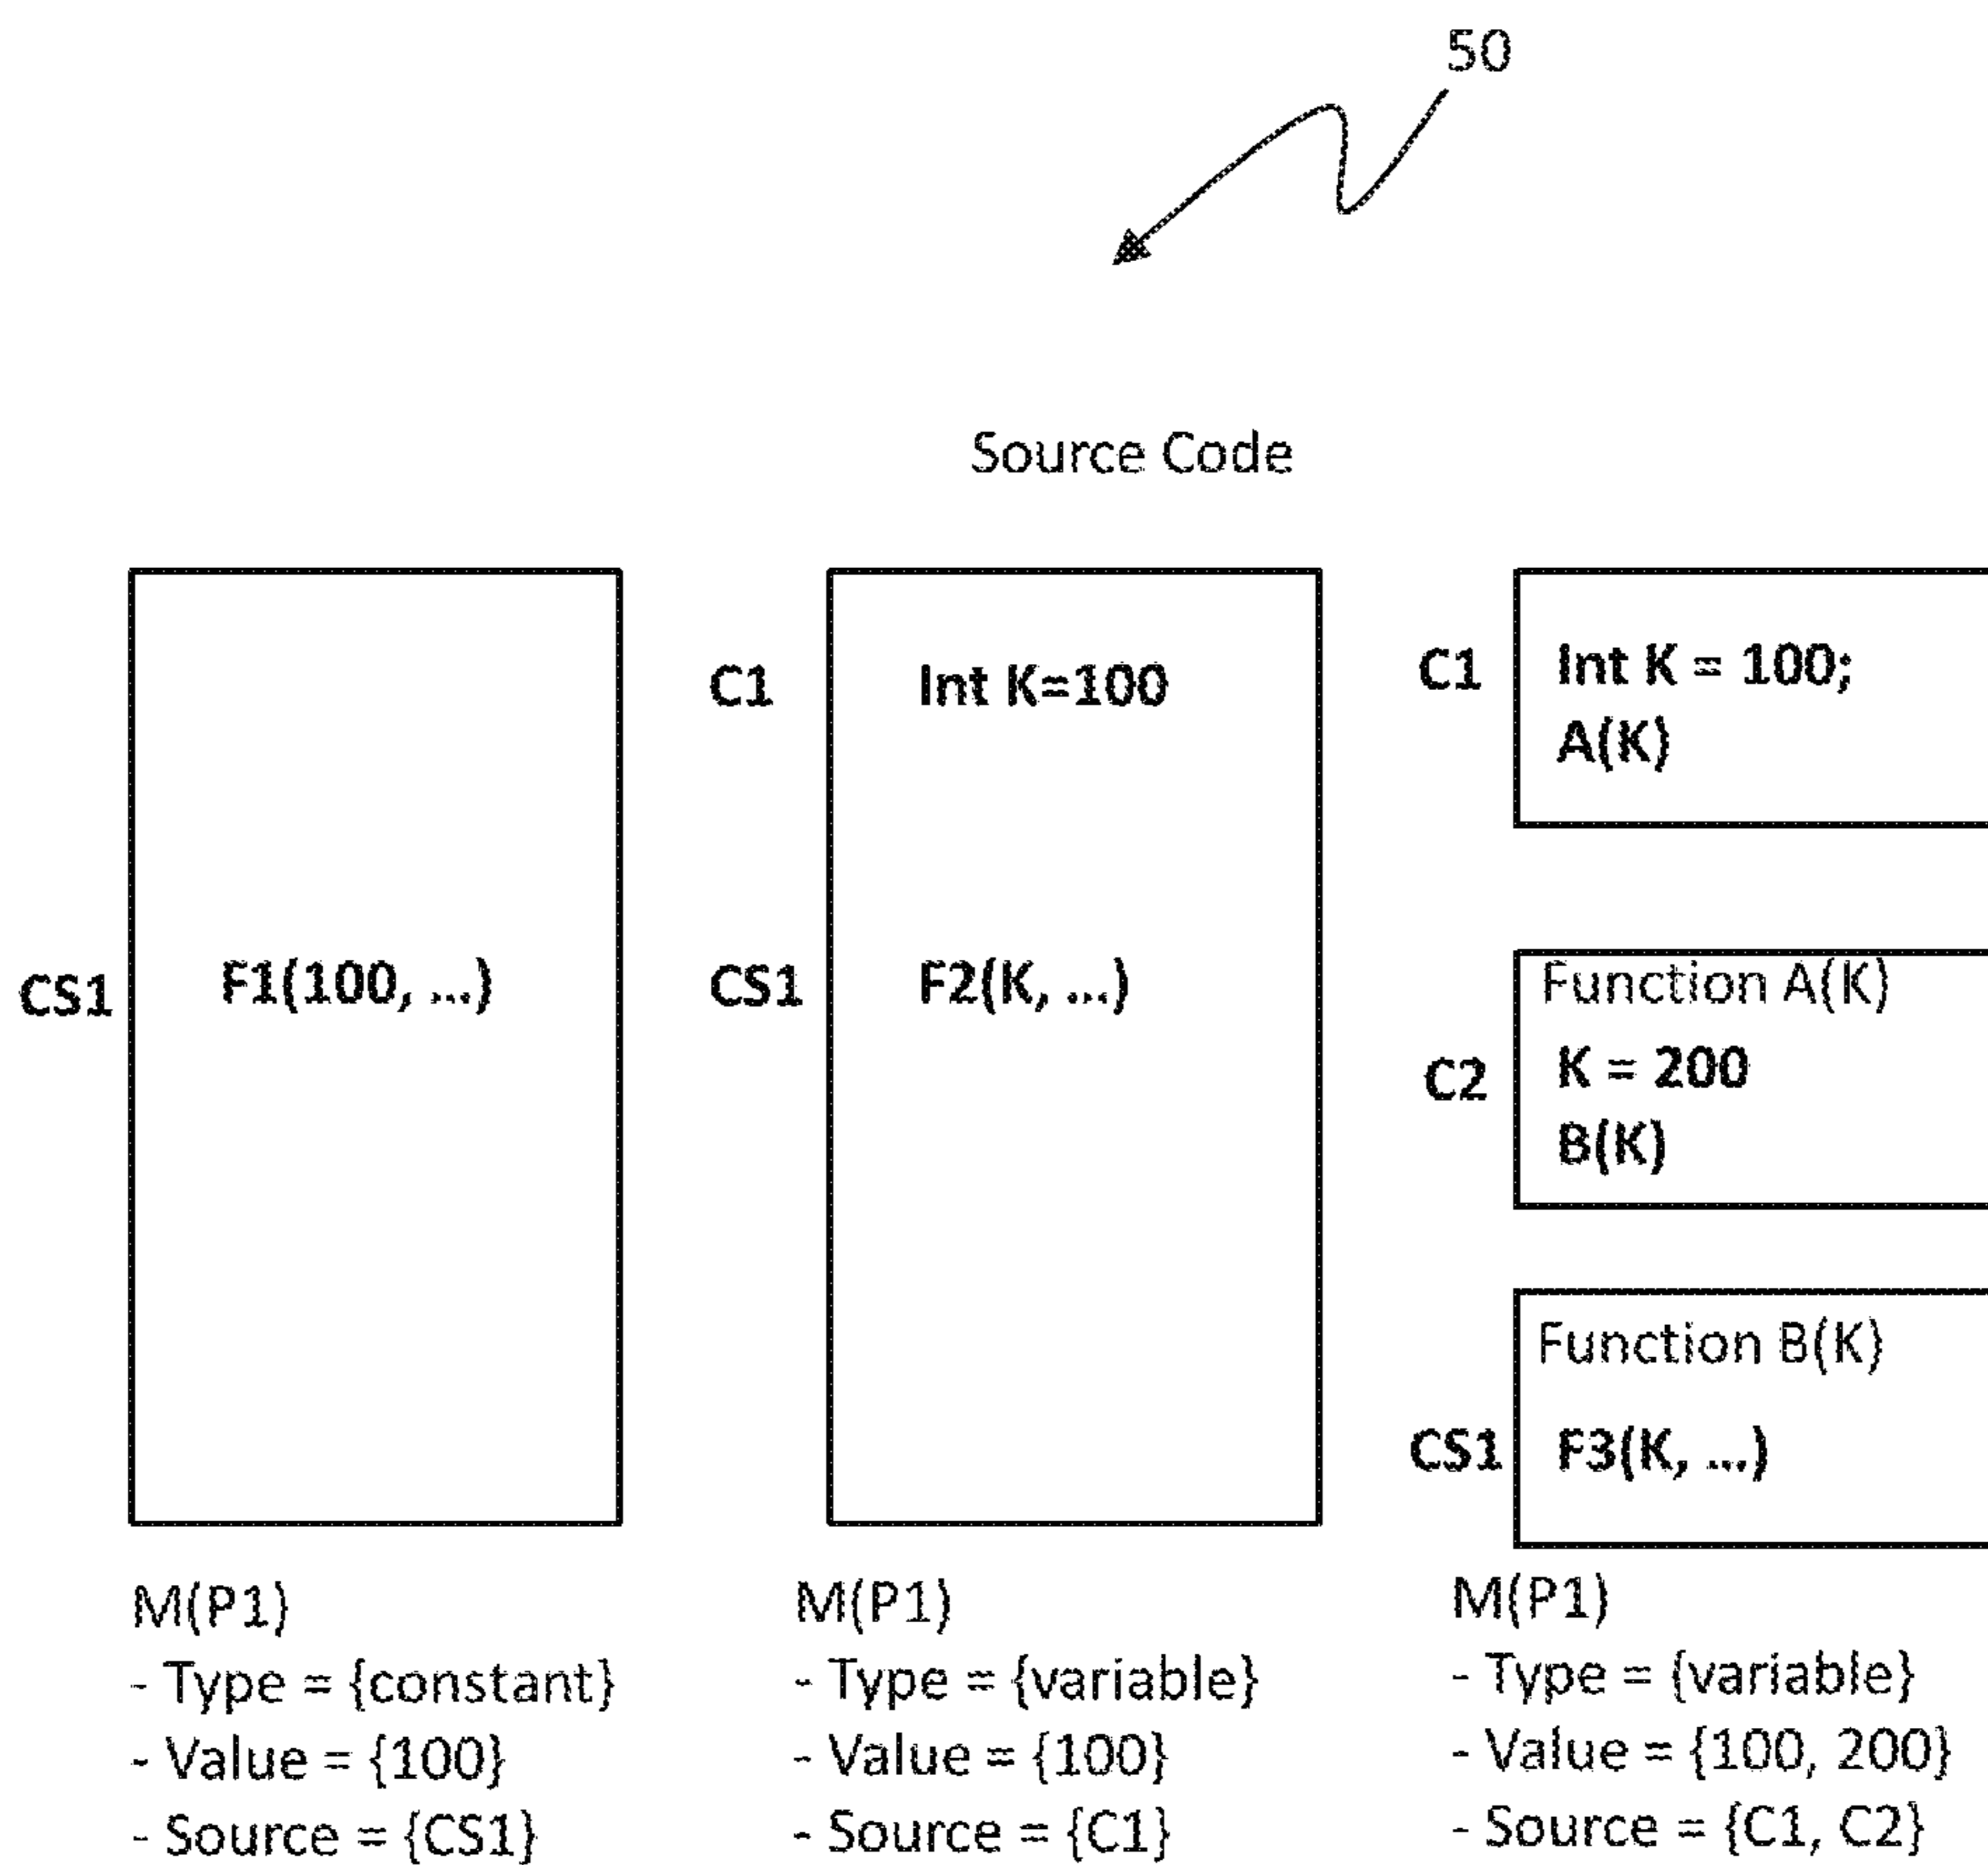 50
Source Code
CS1
F1(100, ...)
M(P1)
- Type = {constant}
- Value = {100}
- Source = {CS1}
C1
Int K=100
CS1
F2(K, ...)
M(P1)
- Type = {variable}
- Value = {100}
- Source = {C1}
C1
Int K = 100;
A(K)
Function A(K)
C2
K = 200
B(K)
Function B(K)
CS1
F3(K, ...)
M(P1)
- Type = {variable}
- Value = {100, 200}
- Source = {C1, C2}